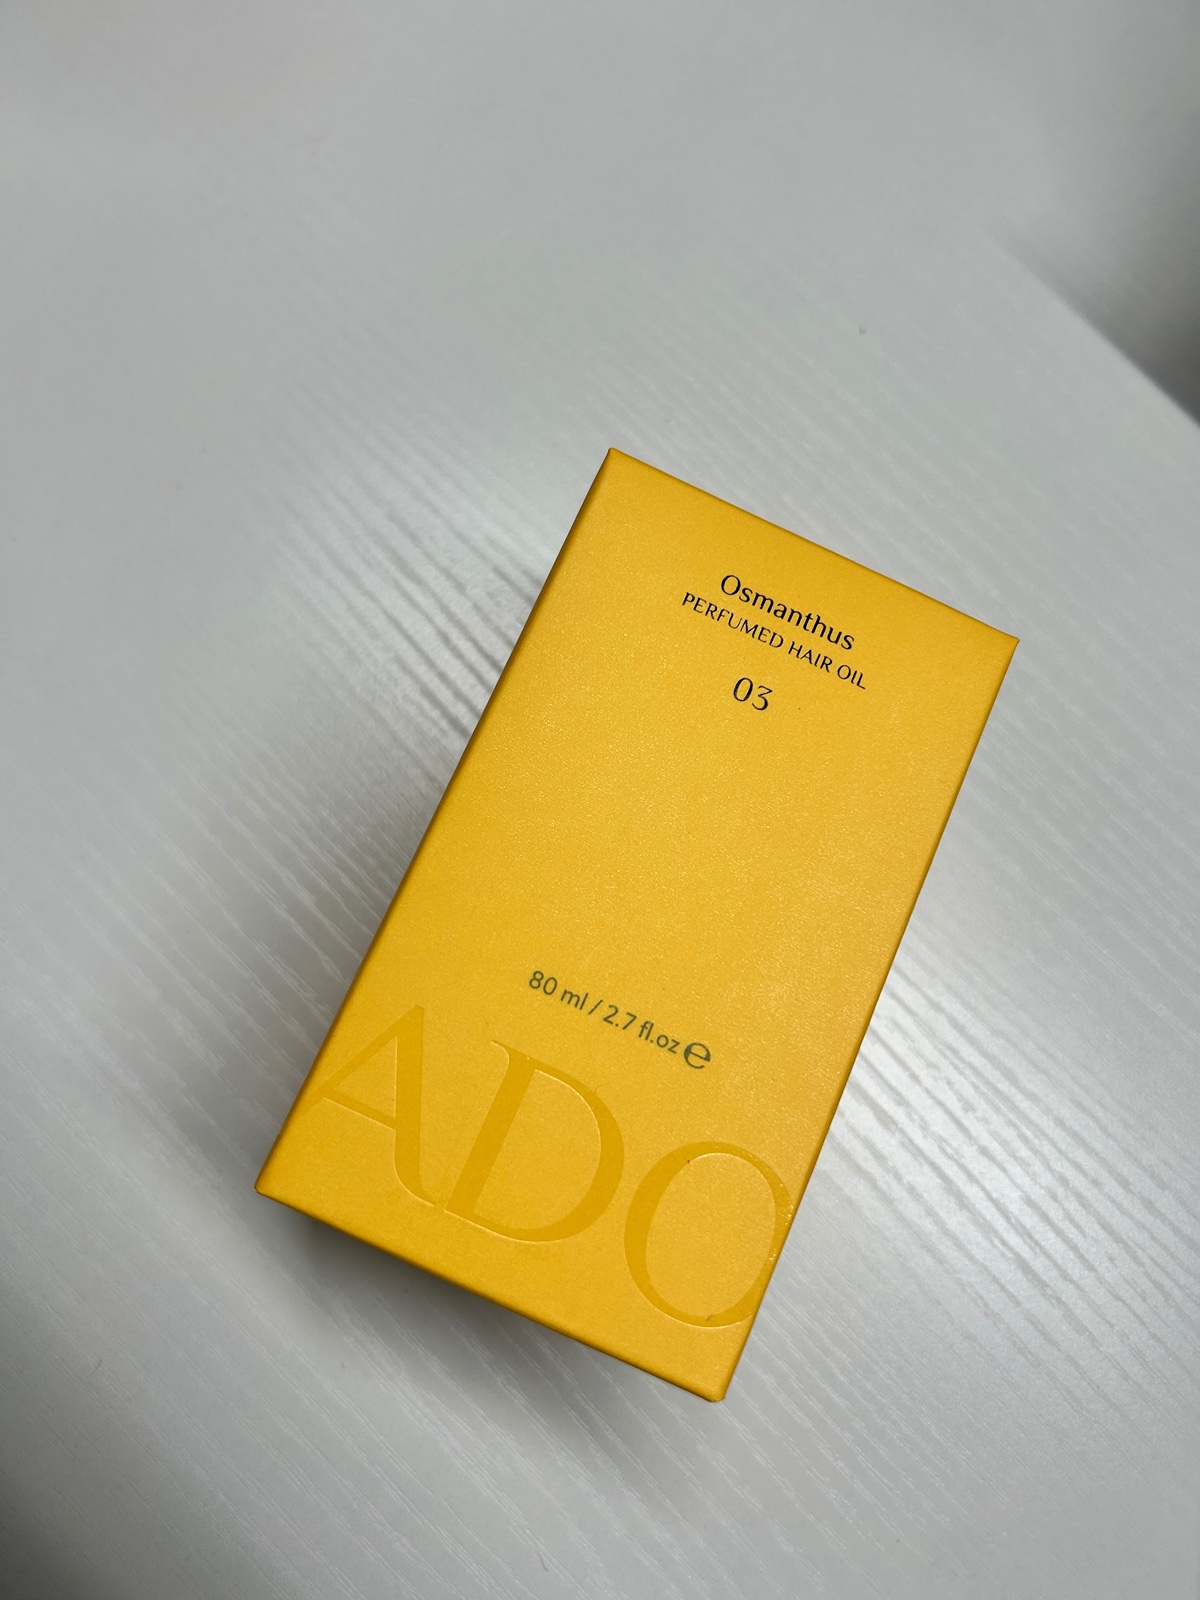 Osmanthus
PERFUMED HAIR OIL
03
80 ml / 2.7 fl.oz ℮
ADO